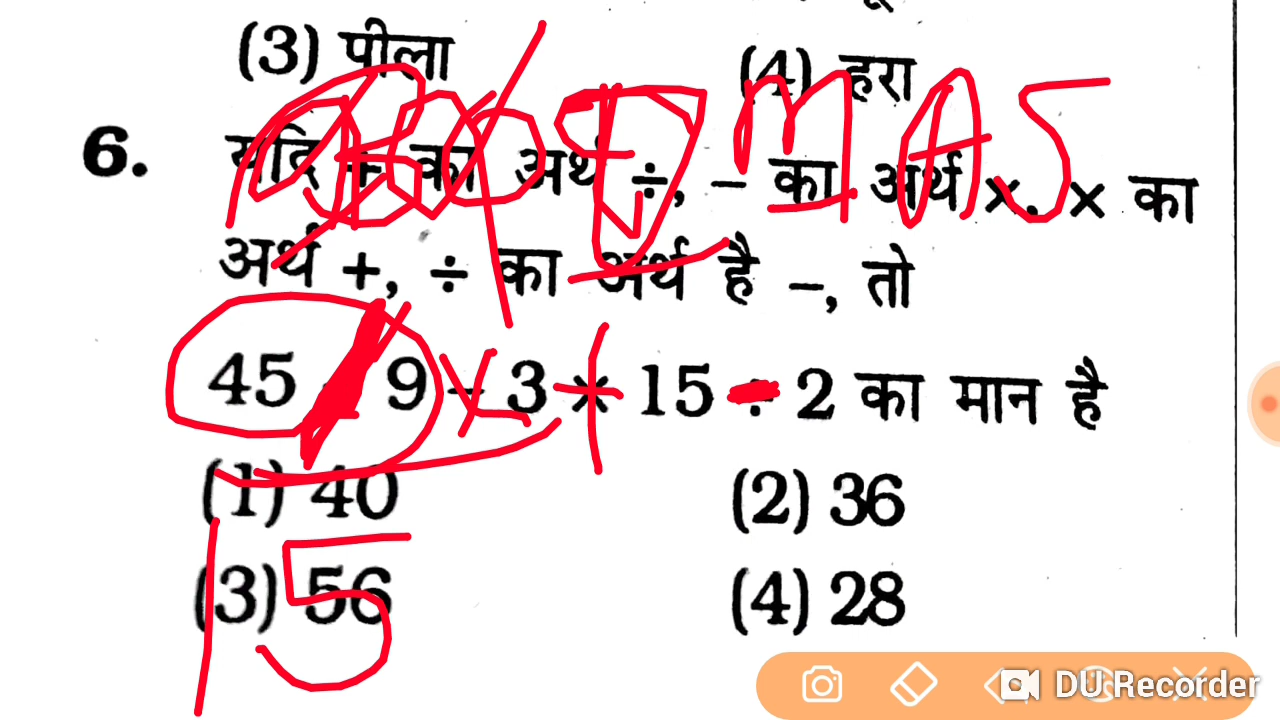 (3) पीला (4) हरा
6. यदि + का अर्थ ÷, – का अर्थ ×, × का
अर्थ +, ÷ का अर्थ है –, तो
45 + 9 – 3 × 15 ÷ 2 का मान है
(1) 40 (2) 36
(3) 56 (4) 28
15
BODMAS
DU Recorder